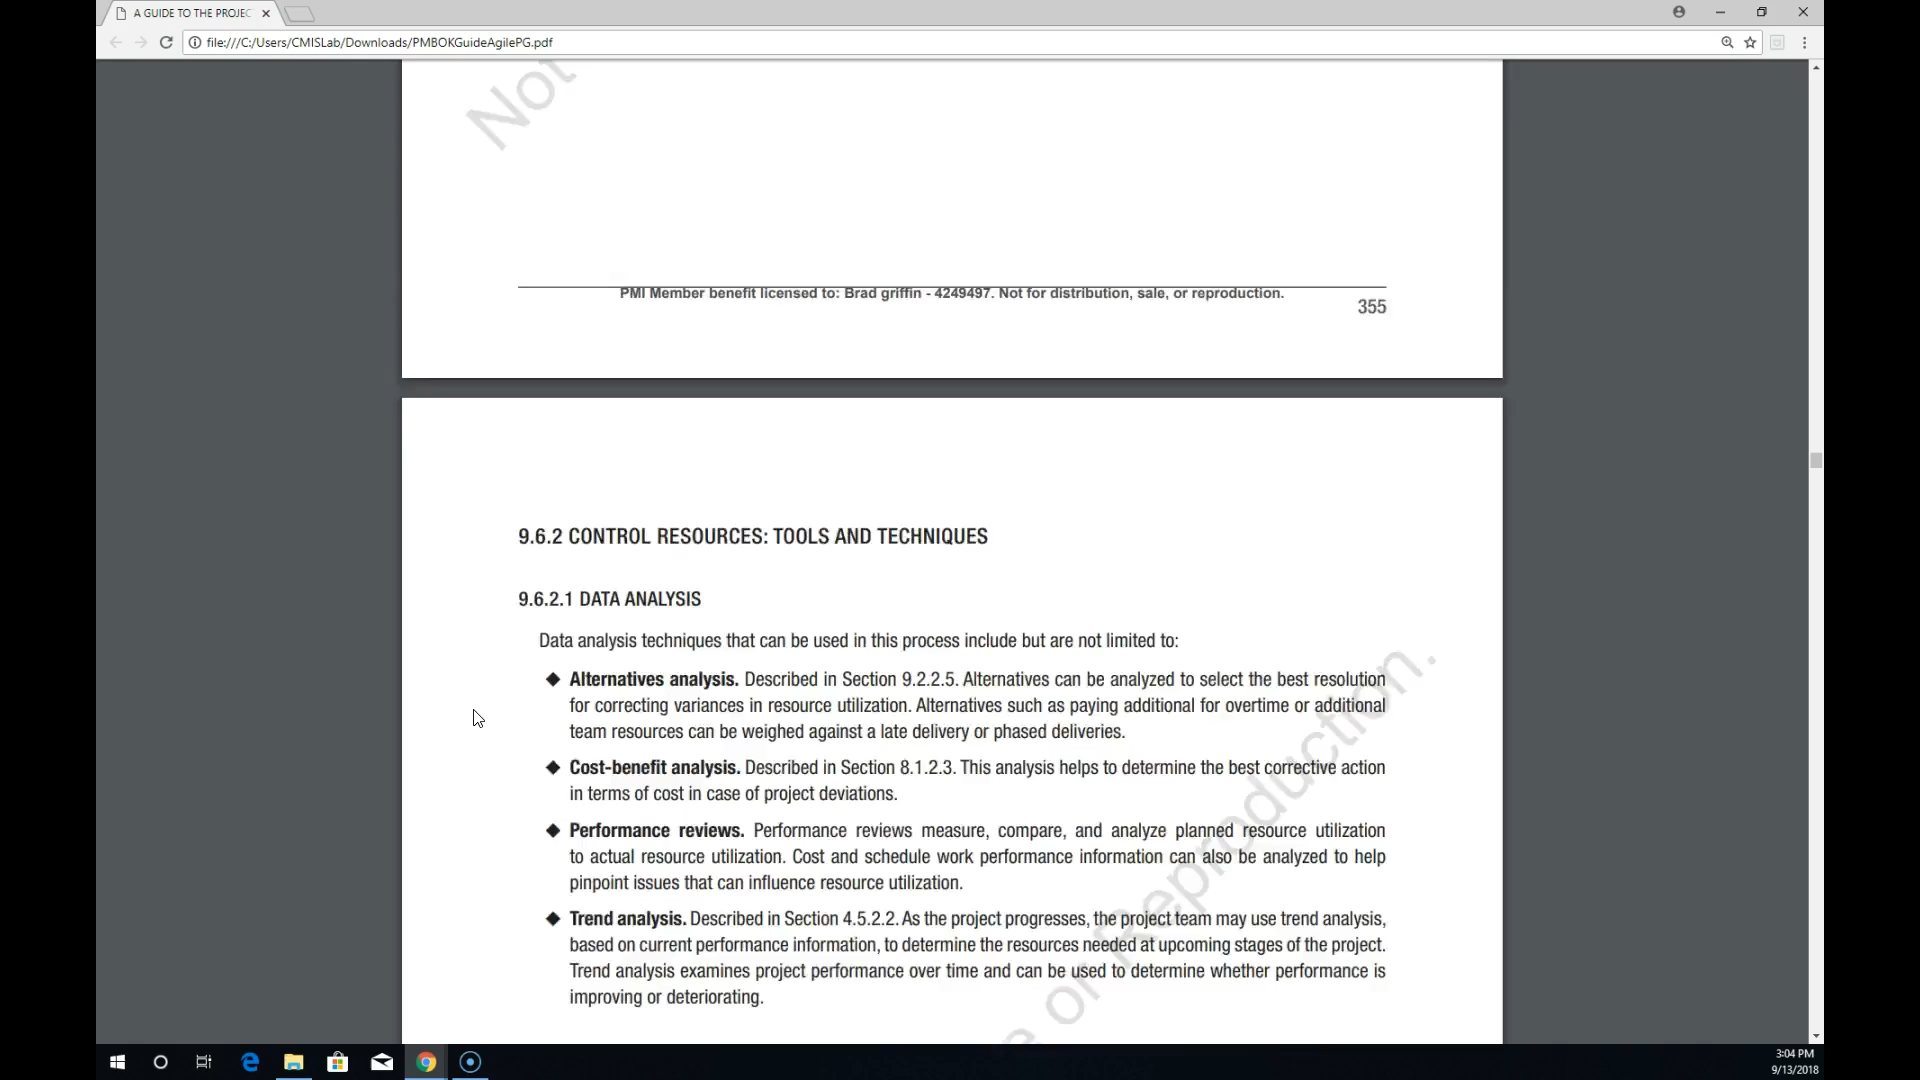 A GUIDE TO THE PROJEC
file:///C:/Users/CMISLab/Downloads/PMBOKGuideAgilePG.pdf
Not
PMI Member benefit licensed to: Brad griffin - 4249497. Not for distribution, sale, or reproduction.
355
9.6.2 CONTROL RESOURCES: TOOLS AND TECHNIQUES
9.6.2.1 DATA ANALYSIS
Data analysis techniques that can be used in this process include but are not limited to:
Alternatives analysis. Described in Section 9.2.2.5. Alternatives can be analyzed to select the best resolution
for correcting variances in resource utilization. Alternatives such as paying additional for overtime or additional
team resources can be weighed against a late delivery or phased deliveries.
Cost-benefit analysis. Described in Section 8.1.2.3. This analysis helps to determine the best corrective action
in terms of cost in case of project deviations.
Performance reviews. Performance reviews measure, compare, and analyze planned resource utilization
to actual resource utilization. Cost and schedule work performance information can also be analyzed to help
pinpoint issues that can influence resource utilization.
Trend analysis. Described in Section 4.5.2.2. As the project progresses, the project team may use trend analysis,
based on current performance information, to determine the resources needed at upcoming stages of the project.
Trend analysis examines project performance over time and can be used to determine whether performance is
improving or deteriorating.
or Reproduction.
3:04 PM
9/13/2018